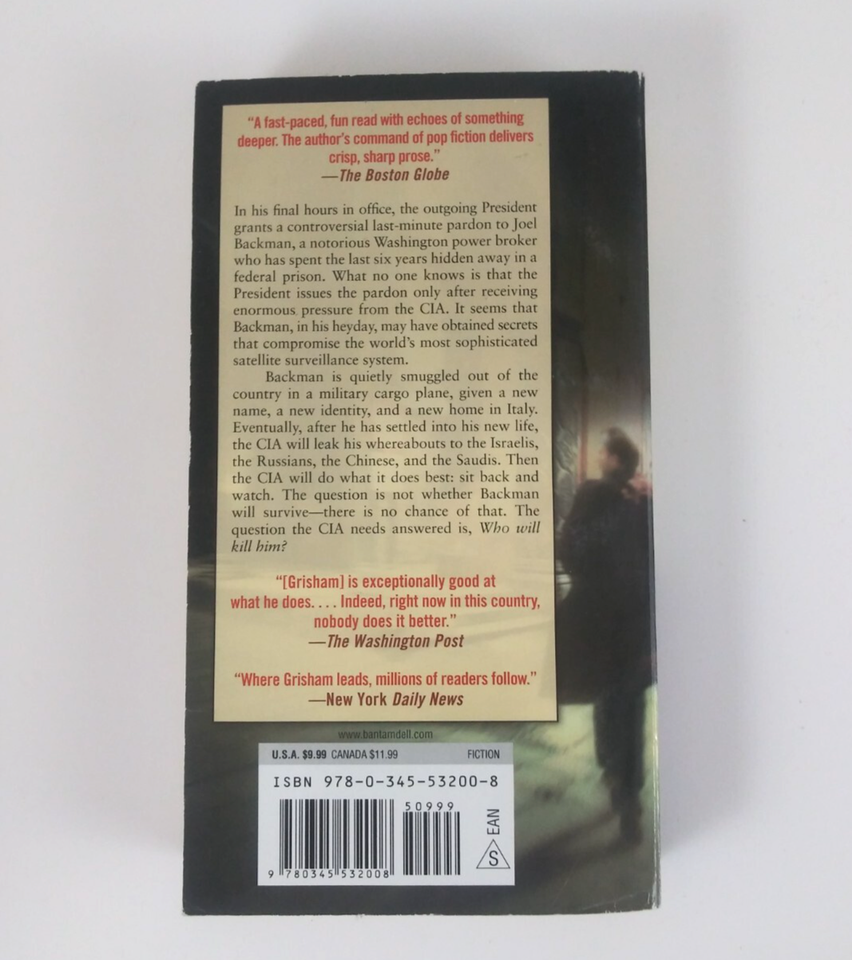 “A fast-paced, fun read with echoes of something
deeper. The author’s command of pop fiction delivers
crisp, sharp prose.”
—The Boston Globe
In his final hours in office, the outgoing President
grants a controversial last-minute pardon to Joel
Backman, a notorious Washington power broker
who has spent the last six years hidden away in a
federal prison. What no one knows is that the
President issues the pardon only after receiving
enormous pressure from the CIA. It seems that
Backman, in his heyday, may have obtained secrets
that compromise the world’s most sophisticated
satellite surveillance system.
Backman is quietly smuggled out of the
country in a military cargo plane, given a new
name, a new identity, and a new home in Italy.
Eventually, after he has settled into his new life,
the CIA will leak his whereabouts to the Israelis,
the Russians, the Chinese, and the Saudis. Then
the CIA will do what it does best: sit back and
watch. The question is not whether Backman
will survive—there is no chance of that. The
question the CIA needs answered is, Who will
kill him?
“[Grisham] is exceptionally good at
what he does. . . . Indeed, right now in this country,
nobody does it better.”
—The Washington Post
“Where Grisham leads, millions of readers follow.”
—New York Daily News
www.bantamdell.com
U.S.A. $9.99 CANADA $11.99 FICTION
ISBN 978-0-345-53200-8
50999
EAN
S
9 780345 532008